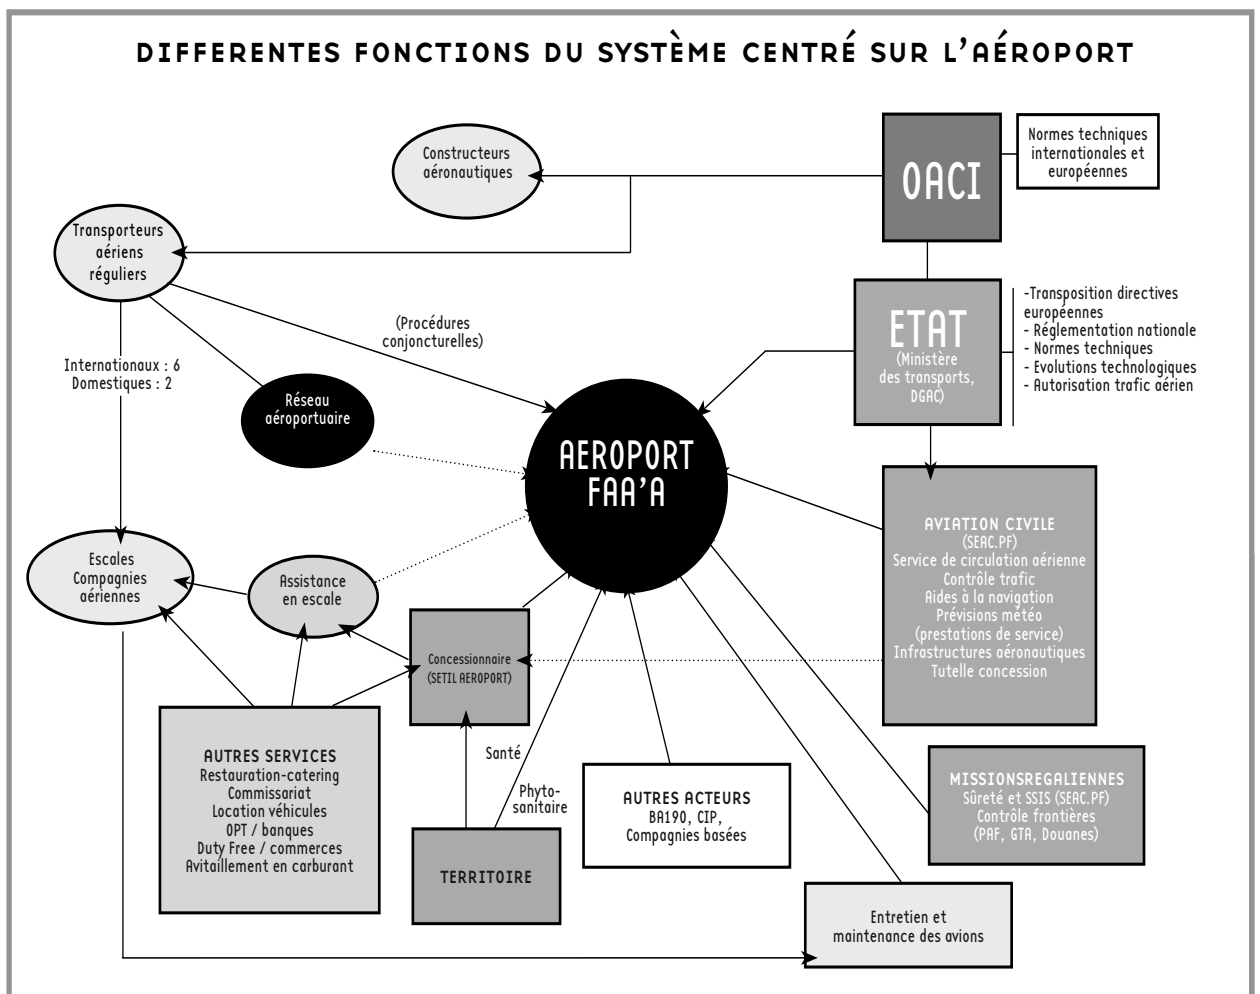 DIFFERENTES FONCTIONS DU SYSTÈME CENTRÉ SUR L'AÉROPORT
Constructeurs
aéronautiques
OACI
Normes techniques
internationales et
européennes
Transporteurs
aériens
réguliers
ETAT
(Ministère
des transports,
DGAC)
-Transposition directives
européennes
- Réglementation nationale
- Normes techniques
- Evolutions technologiques
- Autorisation trafic aérien
(Procédures
conjoncturelles)
Internationaux : 6
Domestiques : 2
Réseau
aéroportuaire
AEROPORT
FAA'A
AVIATION CIVILE
(SEAC.PF)
Service de circulation aérienne
Contrôle trafic
Aides à la navigation
Prévisions météo
(prestations de service)
Infrastructures aéronautiques
Tutelle concession
Escales
Compagnies
aériennes
Assistance
en escale
Concessionnaire
(SETIL AEROPORT)
AUTRES SERVICES
Restauration-catering
Commissariat
Location véhicules
OPT / banques
Duty Free / commerces
Avitaillement en carburant
Santé
Phyto-
sanitaire
TERRITOIRE
AUTRES ACTEURS
BA190, CIP,
Compagnies basées
MISSIONSREGALIENNES
Sûreté et SSIS (SEAC.PF)
Contrôle frontières
(PAF, GTA, Douanes)
Entretien et
maintenance des avions